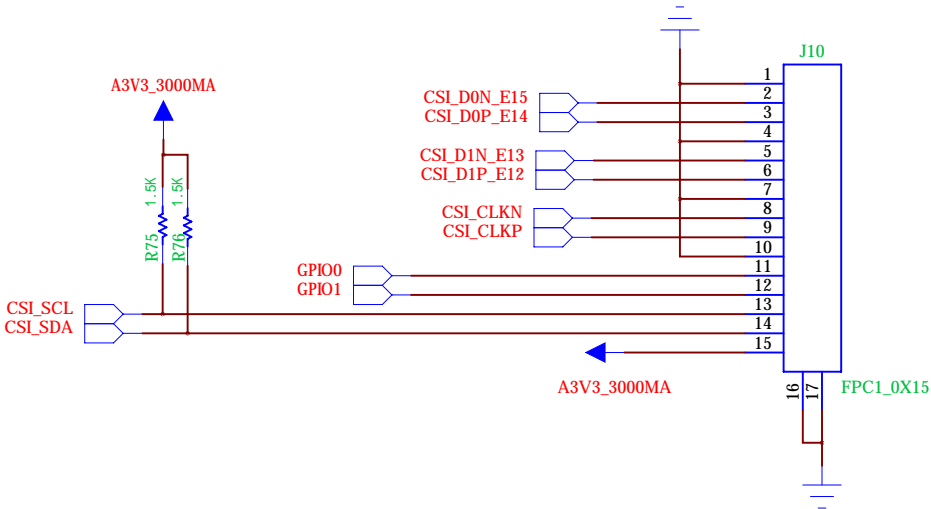 J10
A3V3_3000MA
1
2
3
4
5
6
7
8
9
10
11
12
13
14
15
CSI_D0N_E15
CSI_D0P_E14
CSI_D1N_E13
CSI_D1P_E12
CSI_CLKN
CSI_CLKP
1.5K
1.5K
R75
R76
GPIO0
GPIO1
CSI_SCL
CSI_SDA
A3V3_3000MA
16
17
FPC1_0X15